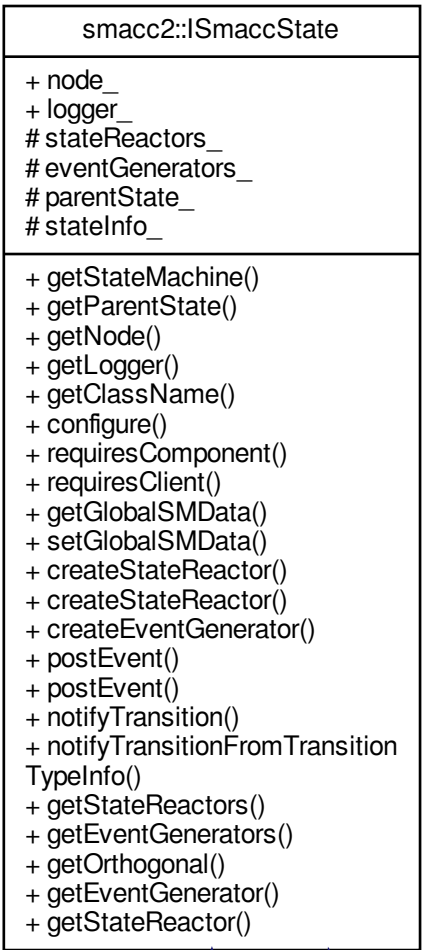 smacc2::ISmaccState
+ node_
+ logger_
# stateReactors_
# eventGenerators_
# parentState_
# stateInfo_
+ getStateMachine()
+ getParentState()
+ getNode()
+ getLogger()
+ getClassName()
+ configure()
+ requiresComponent()
+ requiresClient()
+ getGlobalSMData()
+ setGlobalSMData()
+ createStateReactor()
+ createStateReactor()
+ createEventGenerator()
+ postEvent()
+ postEvent()
+ notifyTransition()
+ notifyTransitionFromTransition
TypeInfo()
+ getStateReactors()
+ getEventGenerators()
+ getOrthogonal()
+ getEventGenerator()
+ getStateReactor()